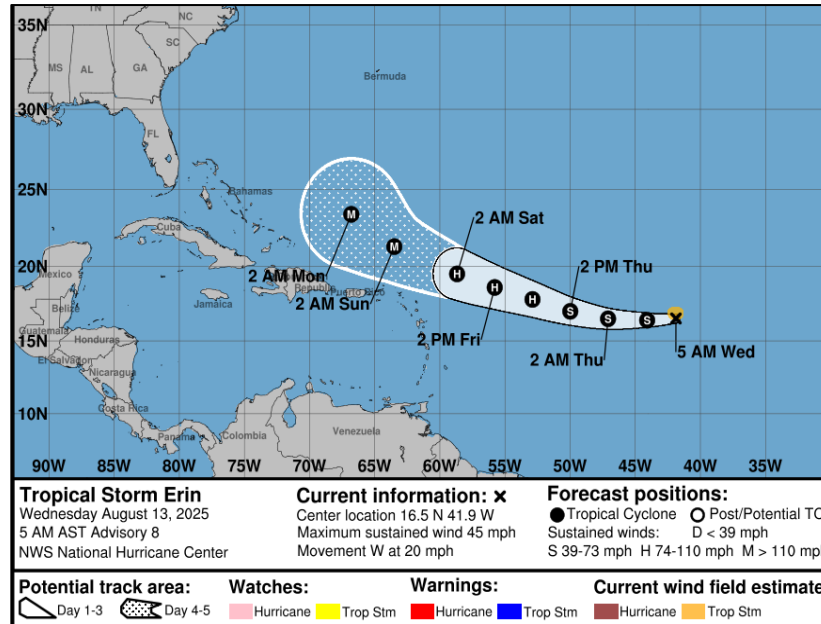 TN
NC
35N
SC
MS AL GA
Bermuda
30N
FL
25N
Bahamas
Cuba
2 AM Sat
20N
Mexico
2 AM Mon
Republic
2 PM Thu
Puerto Rico
2 AM Sun
Jamaica
Belize
Guatemala
Honduras
2 PM Fri
15N
El Salvador
2 AM Thu
5 AM Wed
Nicaragua
10N
Costa Rica
Panama
Colombia
Venezuela
90W 85W 80W 75W 70W 65W 60W 55W 50W 45W 40W 35W
Tropical Storm Erin
Wednesday August 13, 2025
5 AM AST Advisory 8
NWS National Hurricane Center
Current information: x
Center location 16.5 N 41.9 W
Maximum sustained wind 45 mph
Movement W at 20 mph
Forecast positions:
Tropical Cyclone Post/Potential TC
Sustained winds: D < 39 mph
S 39-73 mph H 74-110 mph M > 110 mph
Potential track area:
Day 1-3 Day 4-5
Watches:
Hurricane Trop Stm
Warnings:
Hurricane Trop Stm
Current wind field estimate
Hurricane Trop Stm
M
M
H
H
H
S
S
S